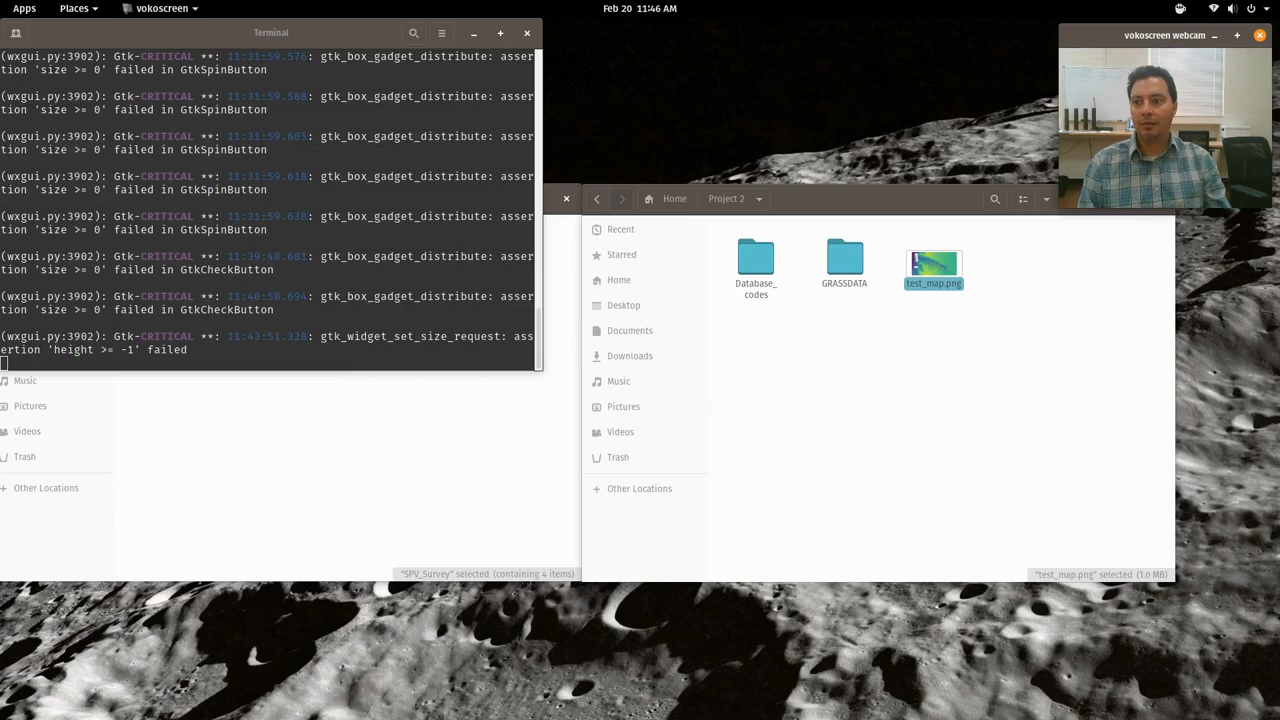 Apps Places vokoscreen Feb 20 11:46 AM
Terminal
(wxgui.py:3902): Gtk-CRITICAL **: 11:31:59.576: gtk_box_gadget_distribute: asser
tion 'size >= 0' failed in GtkSpinButton
(wxgui.py:3902): Gtk-CRITICAL **: 11:31:59.588: gtk_box_gadget_distribute: asser
tion 'size >= 0' failed in GtkSpinButton
(wxgui.py:3902): Gtk-CRITICAL **: 11:31:59.605: gtk_box_gadget_distribute: asser
tion 'size >= 0' failed in GtkSpinButton
(wxgui.py:3902): Gtk-CRITICAL **: 11:31:59.618: gtk_box_gadget_distribute: asser
tion 'size >= 0' failed in GtkSpinButton
(wxgui.py:3902): Gtk-CRITICAL **: 11:31:59.630: gtk_box_gadget_distribute: asser
tion 'size >= 0' failed in GtkSpinButton
(wxgui.py:3902): Gtk-CRITICAL **: 11:39:48.681: gtk_box_gadget_distribute: asser
tion 'size >= 0' failed in GtkCheckButton
(wxgui.py:3902): Gtk-CRITICAL **: 11:40:58.694: gtk_box_gadget_distribute: asser
tion 'size >= 0' failed in GtkCheckButton
(wxgui.py:3902): Gtk-CRITICAL **: 11:43:51.328: gtk_widget_set_size_request: ass
ertion 'height >= -1' failed
Music
Pictures
Videos
Trash
Other Locations
"SPV_Survey" selected (containing 4 items)
Home Project 2
Recent
Starred
Home
Desktop
Documents
Downloads
Music
Pictures
Videos
Trash
Other Locations
Database_
codes
GRASSDATA
test_map.png
"test_map.png" selected (1.0 MB)
vokoscreen webcam